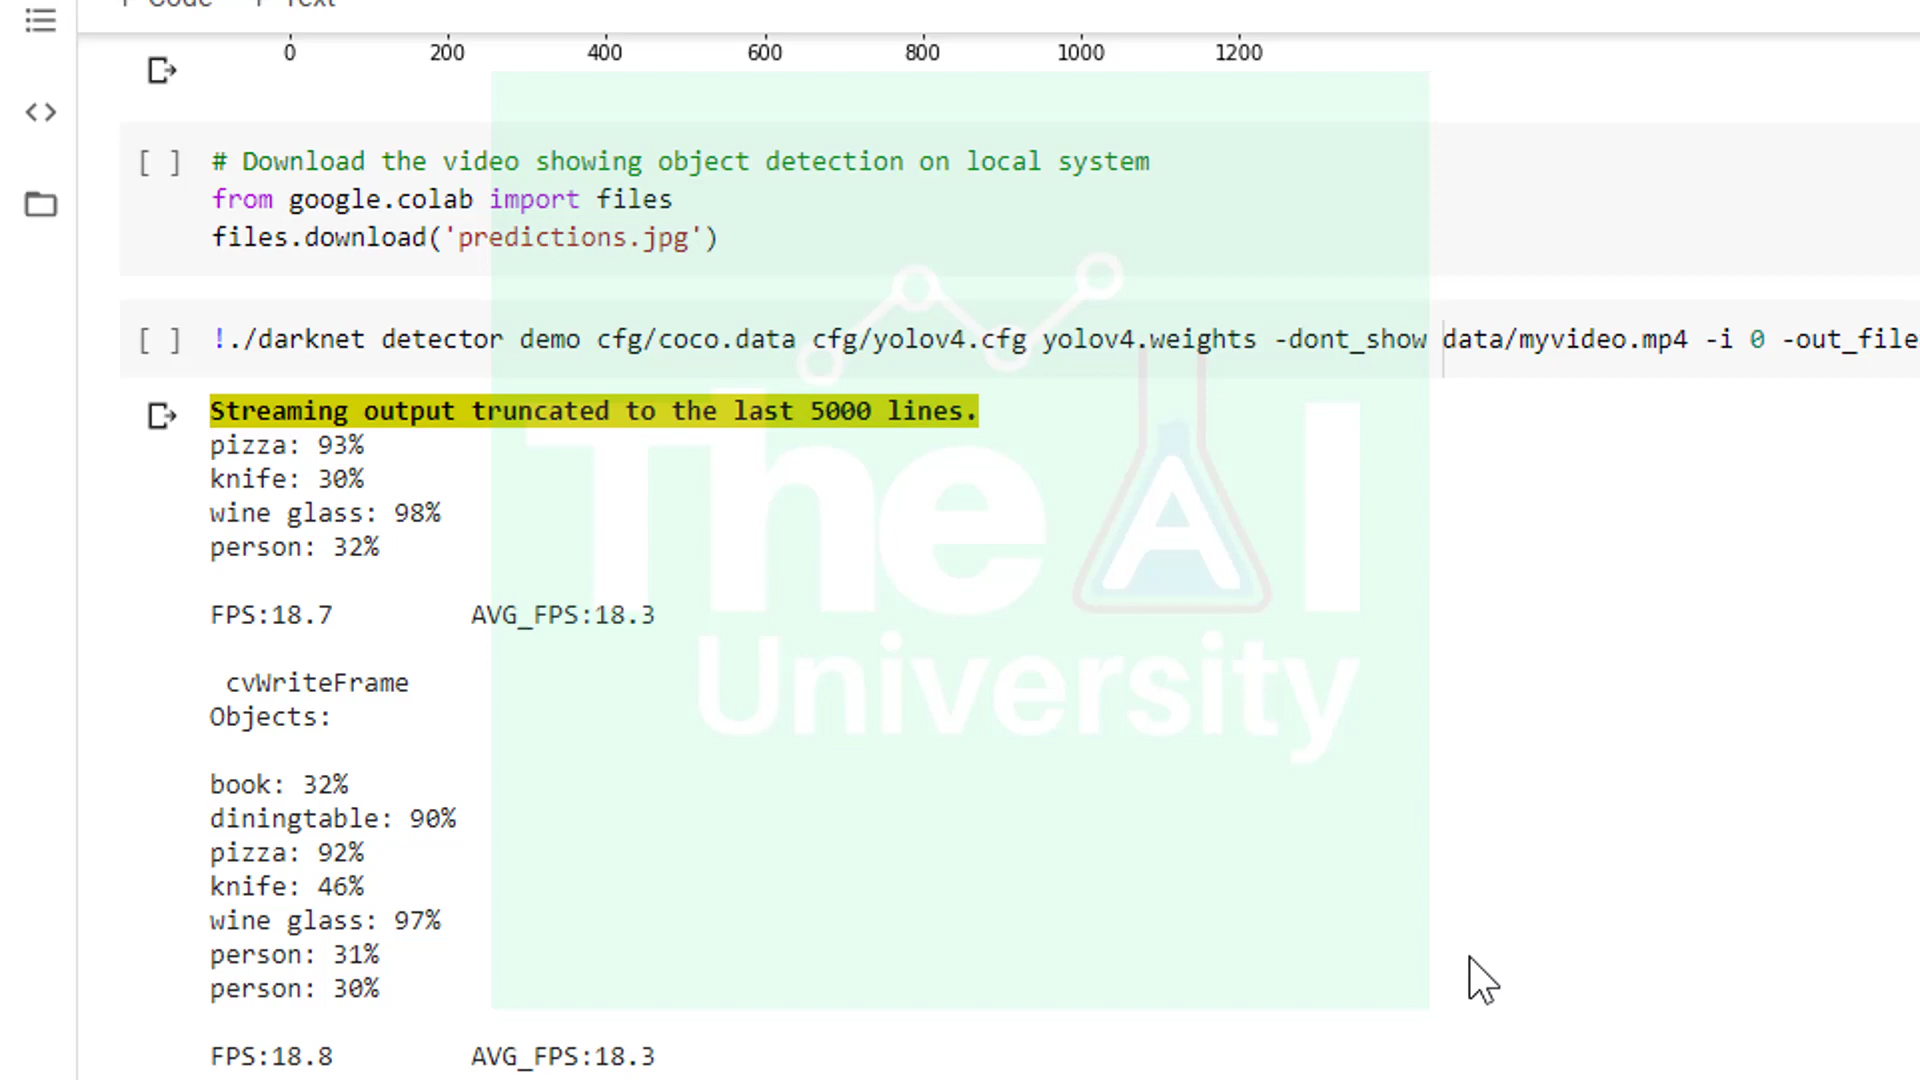 + Code + Text
0 200 400 600 800 1000 1200
[ ] # Download the video showing object detection on local system
from google.colab import files
files.download('predictions.jpg')
[ ] !./darknet detector demo cfg/coco.data cfg/yolov4.cfg yolov4.weights -dont_show data/myvideo.mp4 -i 0 -out_file
Streaming output truncated to the last 5000 lines.
pizza: 93%
knife: 30%
wine glass: 98%
person: 32%
FPS:18.7 AVG_FPS:18.3
cvWriteFrame
Objects:
book: 32%
diningtable: 90%
pizza: 92%
knife: 46%
wine glass: 97%
person: 31%
person: 30%
FPS:18.8 AVG_FPS:18.3
The AI
University